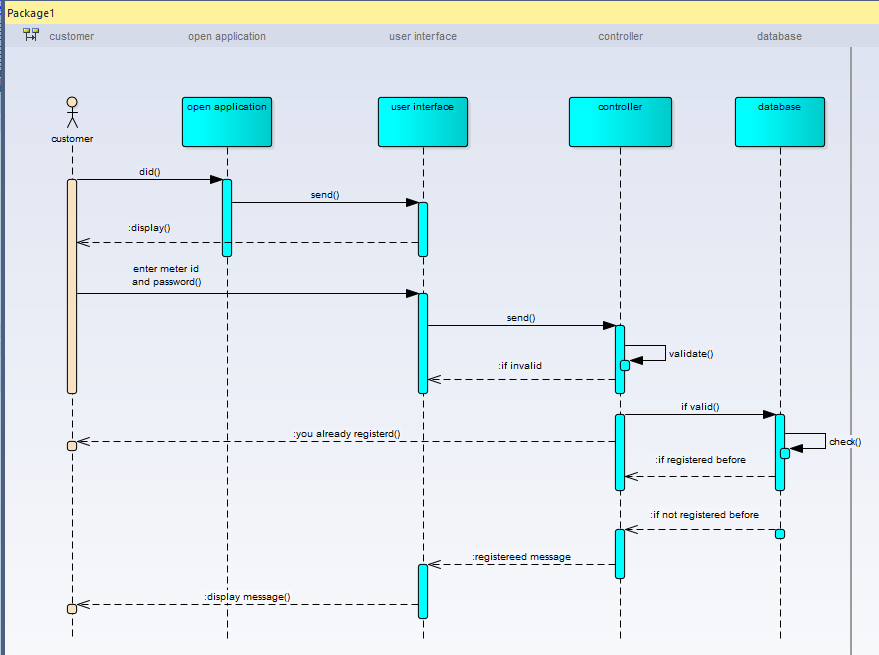 Package1
customer open application user interface controller database
customer
open application
user interface
controller
database
did()
send()
:display()
enter meter id
and password()
send()
validate()
:if invalid
if valid()
:you already registerd()
check()
:if registered before
:if not registered before
:registereed message
:display message()